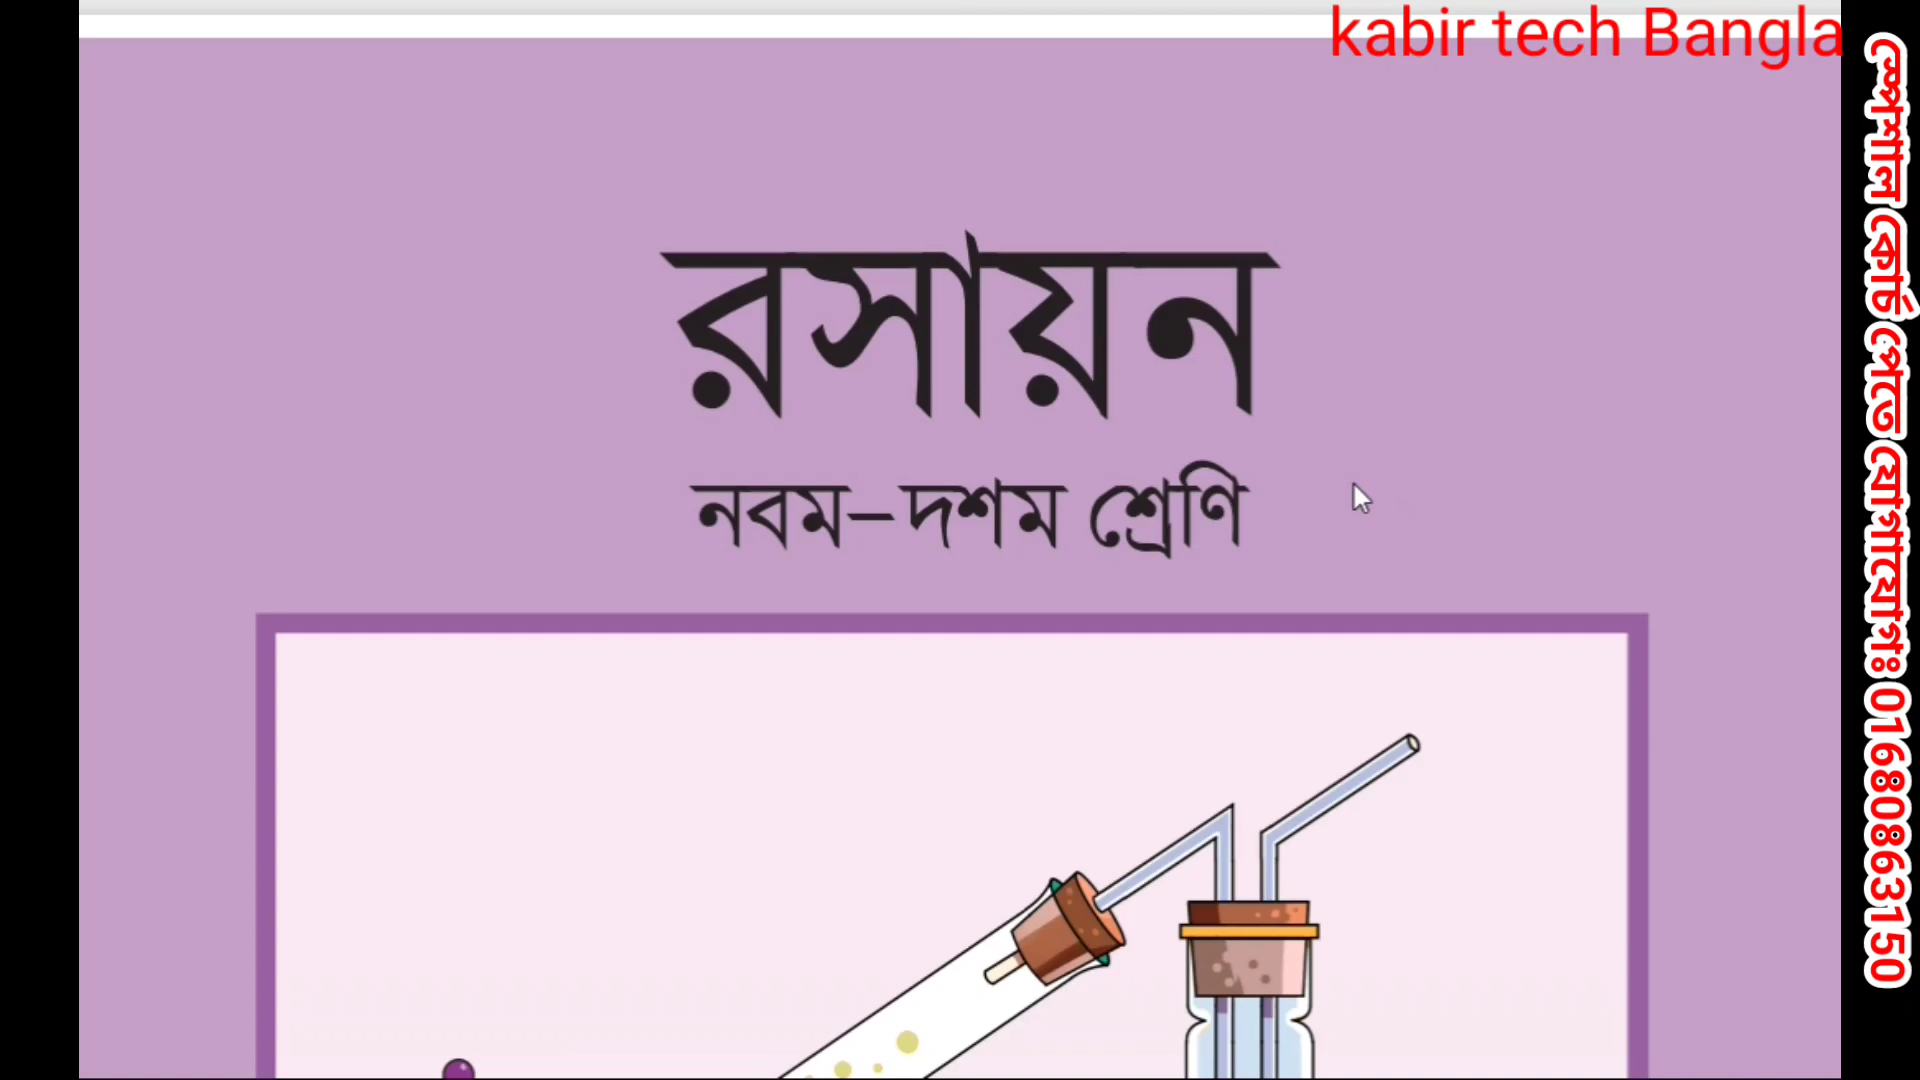 kabir tech Bangla
রসায়ন
নবম–দশম শ্রেণি
স্পেশাল কোর্স পেতে যোগাযোগঃ01680863150